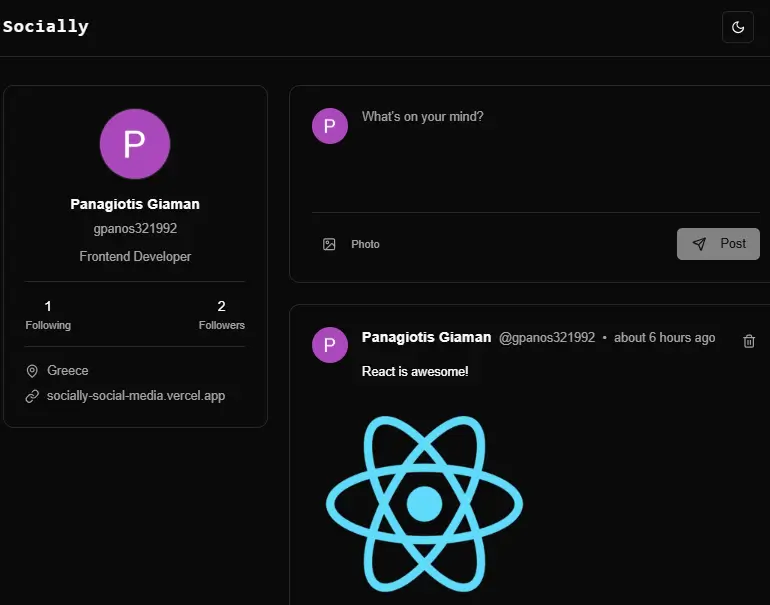 Socially
P
Panagiotis Giaman
gpanos321992
Frontend Developer
1 2
Following Followers
Greece
socially-social-media.vercel.app
P
What's on your mind?
Photo
Post
P
Panagiotis Giaman @gpanos321992 • about 6 hours ago
React is awesome!